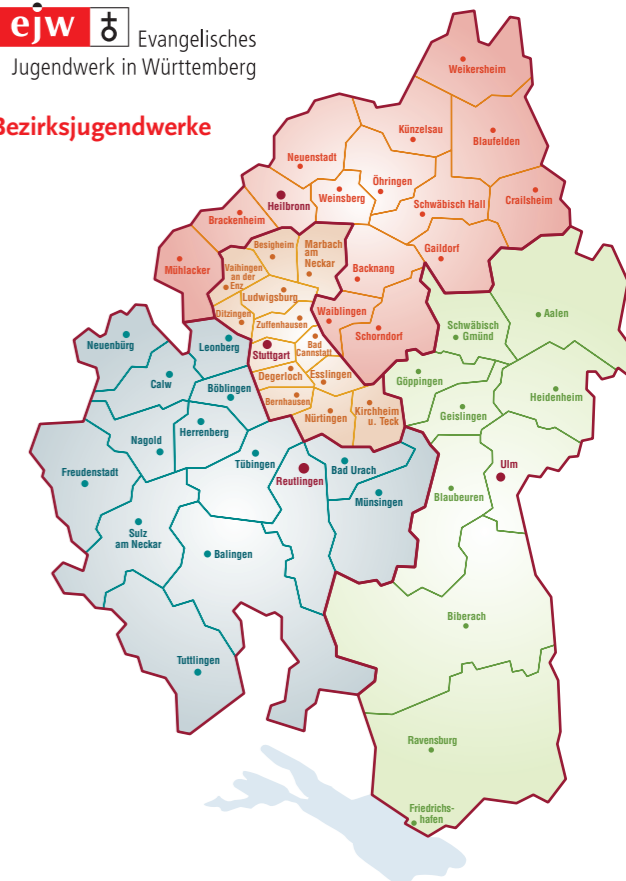 ejw Evangelisches
Jugendwerk in Württemberg
Bezirksjugendwerke
Weikersheim
Künzelsau
Blaufelden
Neuenstadt
Öhringen
Weinsberg
Heilbronn
Crailsheim
Schwäbisch Hall
Brackenheim
Besigheim
Marbach
am
Neckar
Gaildorf
Mühlacker
Vaihingen
an der
Enz
Backnang
Ludwigsburg
Ditzingen
Waiblingen
Zuffenhausen
Schorndorf
Aalen
Schwäbisch
Gmünd
Neuenbürg
Leonberg
Stuttgart
Bad
Cannstatt
Calw
Böblingen
Degerloch
Esslingen
Göppingen
Heidenheim
Bernhausen
Kirchheim
u. Teck
Geislingen
Nürtingen
Nagold
Herrenberg
Tübingen
Bad Urach
Ulm
Freudenstadt
Reutlingen
Münsingen
Blaubeuren
Sulz
am Neckar
Balingen
Biberach
Tuttlingen
Ravensburg
Friedrichs-
hafen